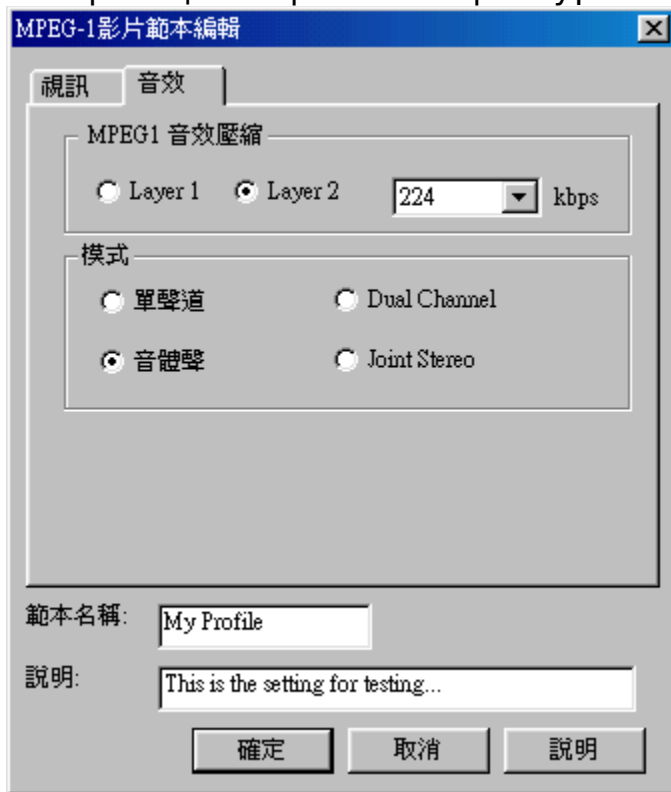 MPEG-1影片範本編輯
視訊 音效
MPEG1 音效壓縮
Layer 1 Layer 2 224 kbps
模式
單聲道 Dual Channel
音體聲 Joint Stereo
範本名稱: My Profile
說明: This is the setting for testing...
確定 取消 說明